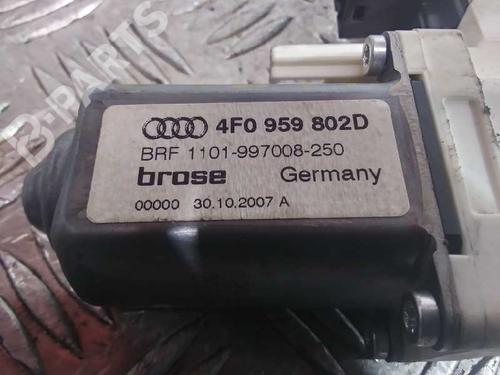 4F0 959 802D
BRF 1101-997008-250
brose Germany
00000 30.10.2007 A
B-PARTS